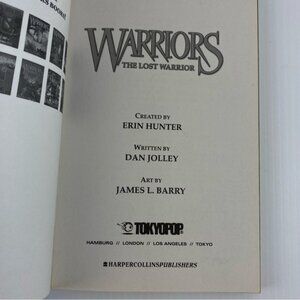 BOOKS!
WARRIORS
THE LOST WARRIOR
CREATED BY
ERIN HUNTER
WRITTEN BY
DAN JOLLEY
ART BY
JAMES L. BARRY
TOKYOPOP
HAMBURG // LONDON // LOS ANGELES // TOKYO
HARPERCOLLINSPUBLISHERS